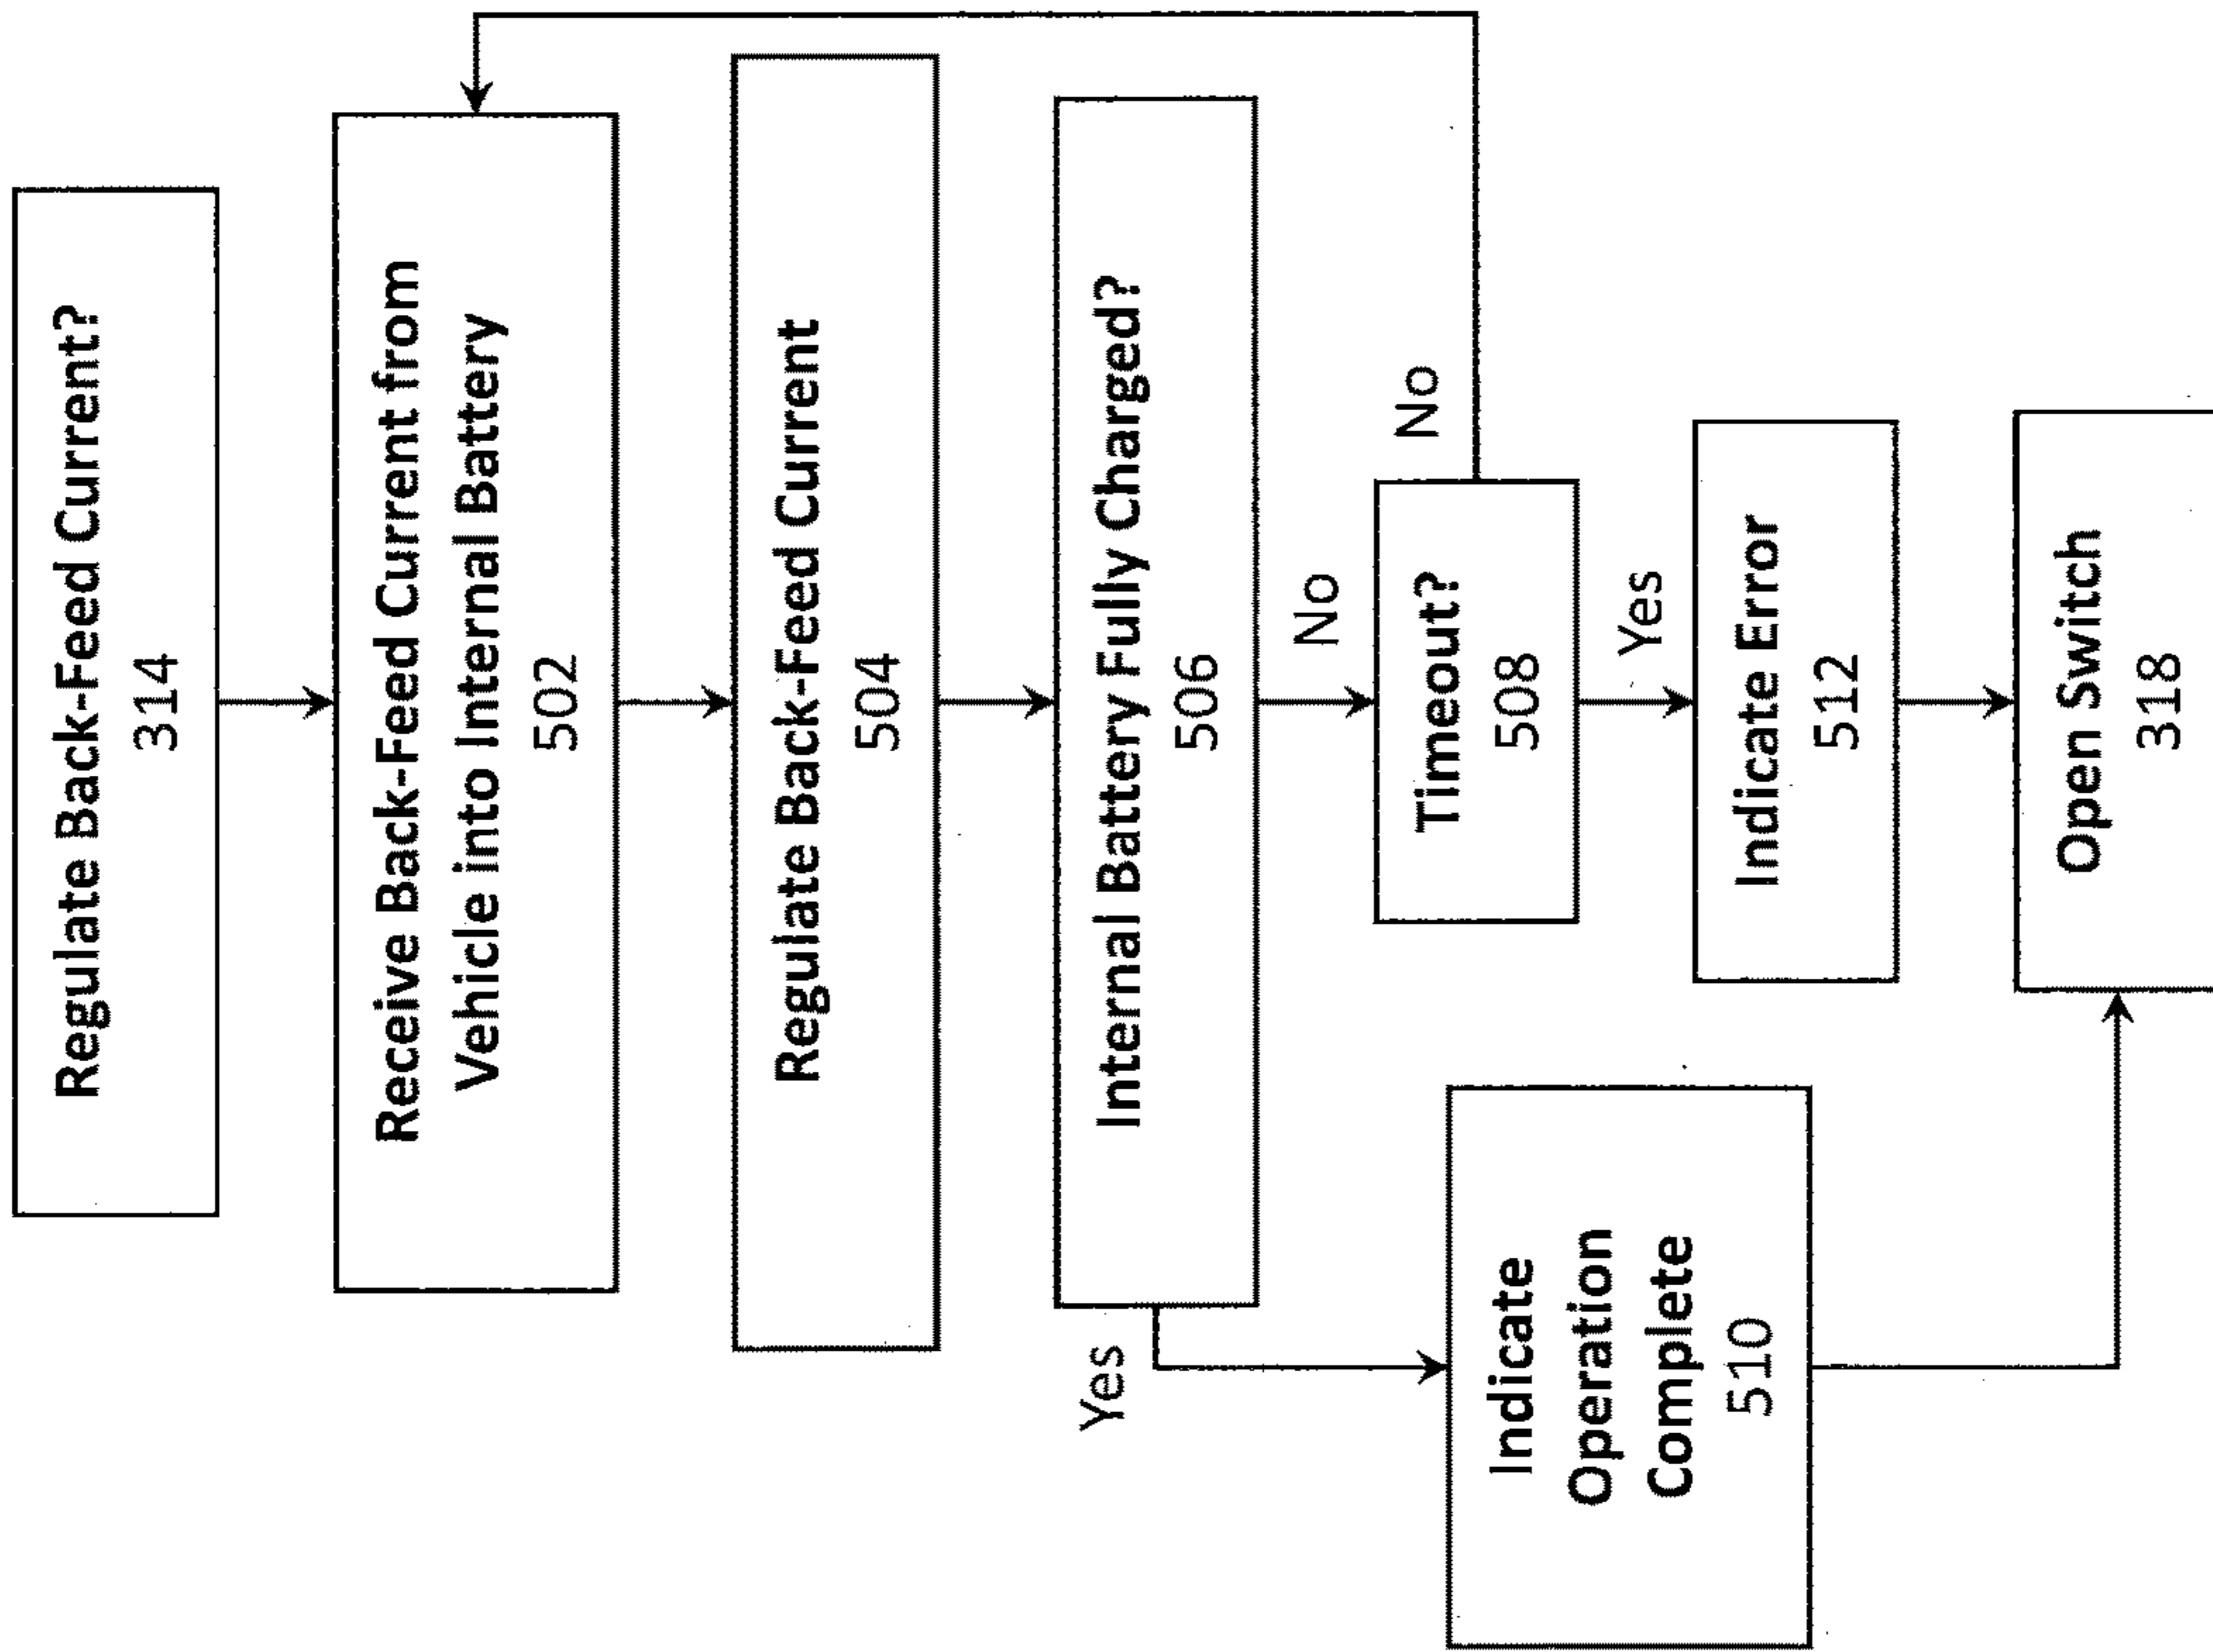 Regulate Back-Feed Current?
314
Receive Back-Feed Current from
Vehicle into Internal Battery
502
Regulate Back-Feed Current
504
Internal Battery Fully Charged?
506
Yes
No
Timeout?
508
No
Yes
Indicate
Operation
Complete
510
Indicate Error
512
Open Switch
318